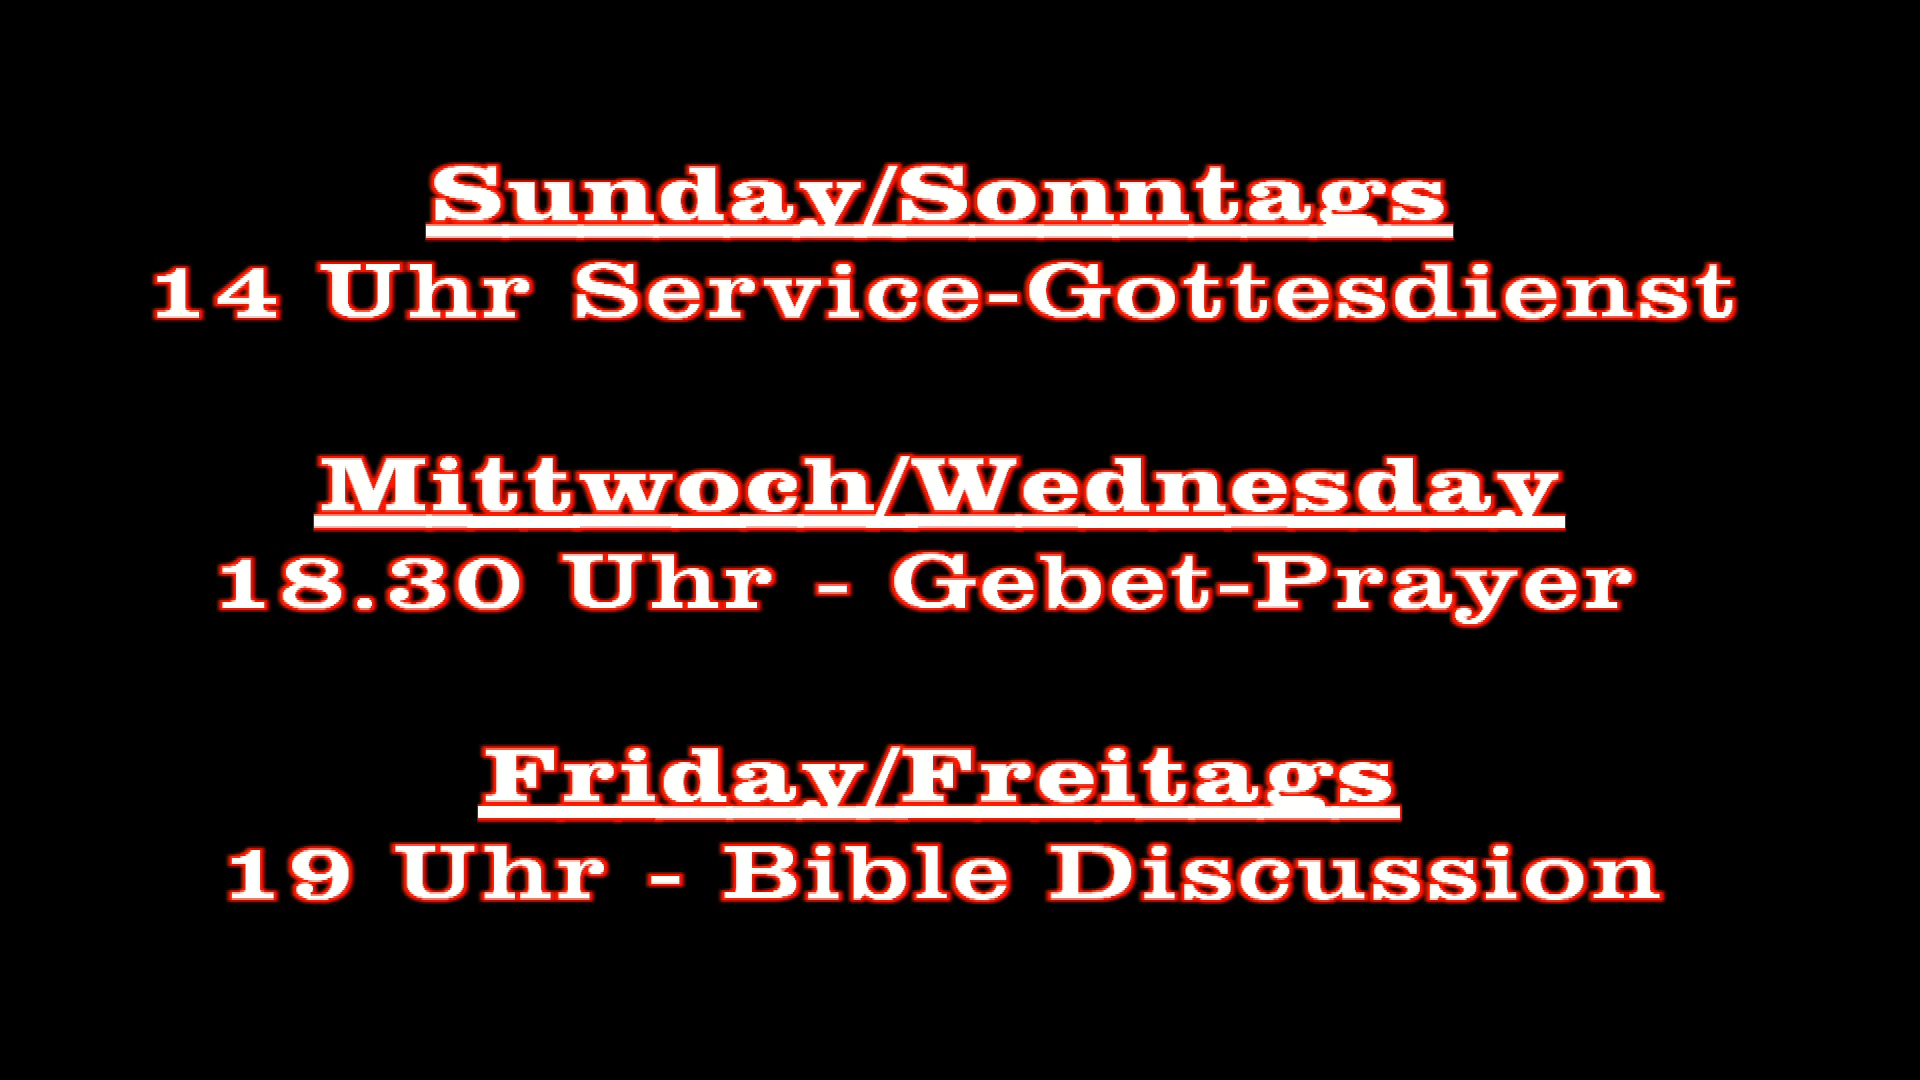 Sunday/Sonntags
14 Uhr Service-Gottesdienst
Mittwoch/Wednesday
18.30 Uhr - Gebet-Prayer
Friday/Freitags
19 Uhr - Bible Discussion